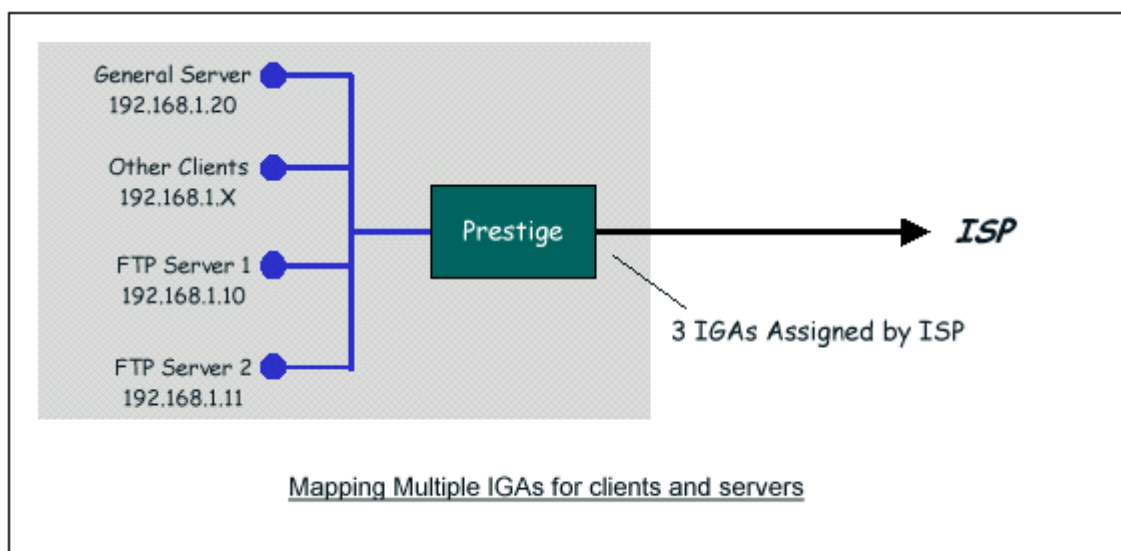 General Server
192.168.1.20
Other Clients
192.168.1.X
FTP Server 1
192.168.1.10
FTP Server 2
192.168.1.11
Prestige
ISP
3 IGAs Assigned by ISP
Mapping Multiple IGAs for clients and servers